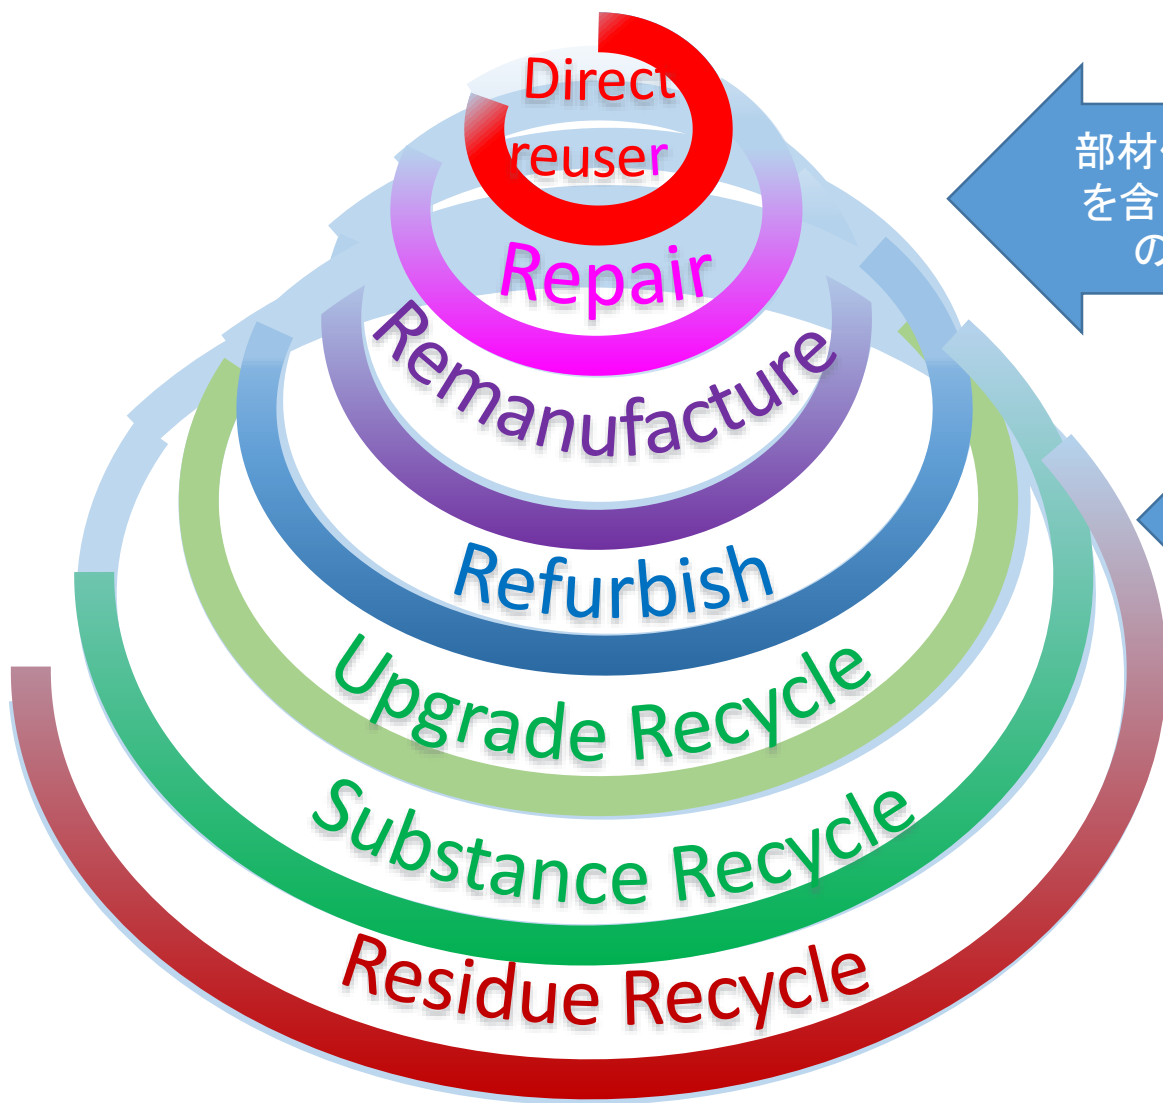 Direct
reuser
Repair
Remanufacture
Refurbish
Upgrade Recycle
Substance Recycle
Residue Recycle
部材
を含
の